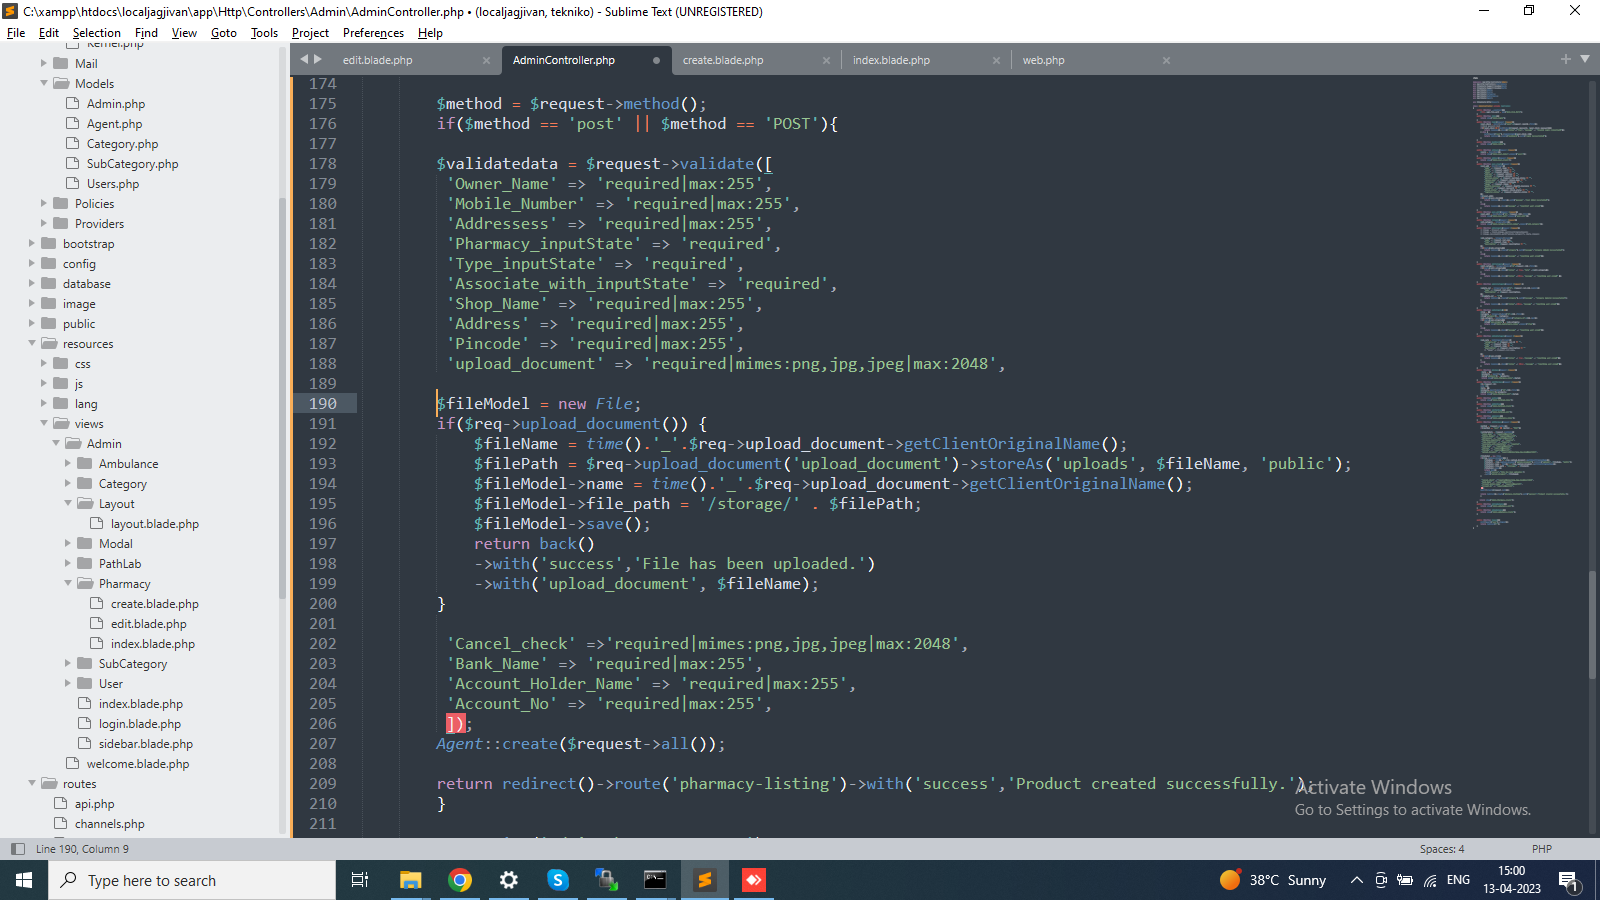 C:\xampp\htdocs\localjagjivan\app\Http\Controllers\Admin\AdminController.php • (localjagjivan, tekniko) - Sublime Text (UNREGISTERED)
File Edit Selection Find View Goto Tools Project Preferences Help
edit.blade.php AdminController.php create.blade.php index.blade.php web.php
Kernel.php
Mail
Models
Admin.php
Agent.php
Category.php
SubCategory.php
Users.php
Policies
Providers
bootstrap
config
database
image
public
resources
css
js
lang
views
Admin
Ambulance
Category
Layout
layout.blade.php
Modal
PathLab
Pharmacy
create.blade.php
edit.blade.php
index.blade.php
SubCategory
User
index.blade.php
login.blade.php
sidebar.blade.php
welcome.blade.php
routes
api.php
channels.php
174
175 $method = $request->method();
176 if($method == 'post' || $method == 'POST'){
177
178 $validatedata = $request->validate([
179 'Owner_Name' => 'required|max:255',
180 'Mobile_Number' => 'required|max:255',
181 'Addressess' => 'required|max:255',
182 'Pharmacy_inputState' => 'required',
183 'Type_inputState' => 'required',
184 'Associate_with_inputState' => 'required',
185 'Shop_Name' => 'required|max:255',
186 'Address' => 'required|max:255',
187 'Pincode' => 'required|max:255',
188 'upload_document' => 'required|mimes:png,jpg,jpeg|max:2048',
189
190 $fileModel = new File;
191 if($req->upload_document()) {
192 $fileName = time().'_'.$req->upload_document->getClientOriginalName();
193 $filePath = $req->upload_document('upload_document')->storeAs('uploads', $fileName, 'public');
194 $fileModel->name = time().'_'.$req->upload_document->getClientOriginalName();
195 $fileModel->file_path = '/storage/' . $filePath;
196 $fileModel->save();
197 return back()
198 ->with('success','File has been uploaded.')
199 ->with('upload_document', $fileName);
200 }
201
202 'Cancel_check' =>'required|mimes:png,jpg,jpeg|max:2048',
203 'Bank_Name' => 'required|max:255',
204 'Account_Holder_Name' => 'required|max:255',
205 'Account_No' => 'required|max:255',
206 ]);
207 Agent::create($request->all());
208
209 return redirect()->route('pharmacy-listing')->with('success','Product created successfully.');
210 }
211
Activate Windows
Go to Settings to activate Windows.
Line 190, Column 9 Spaces: 4 PHP
Type here to search
38°C Sunny ENG 15:00
13-04-2023
1